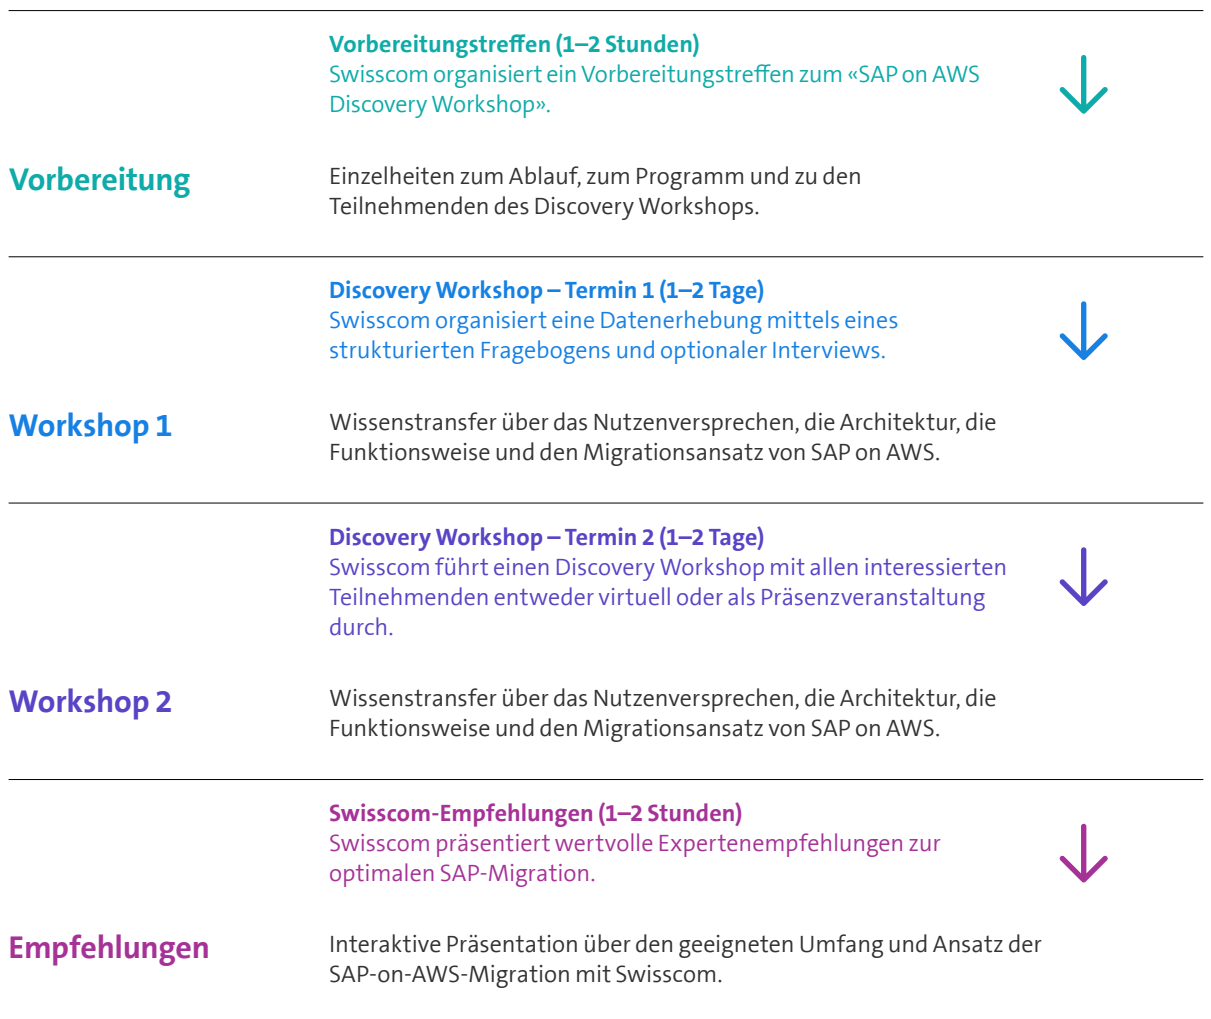 Vorbereitungstreffen (1–2 Stunden)
Swisscom organisiert ein Vorbereitungstreffen zum «SAP on AWS
Discovery Workshop».
Vorbereitung
Einzelheiten zum Ablauf, zum Programm und zu den
Teilnehmenden des Discovery Workshops.
Discovery Workshop – Termin 1 (1–2 Tage)
Swisscom organisiert eine Datenerhebung mittels eines
strukturierten Fragebogens und optionaler Interviews.
Workshop 1
Wissenstransfer über das Nutzenversprechen, die Architektur, die
Funktionsweise und den Migrationsansatz von SAP on AWS.
Discovery Workshop – Termin 2 (1–2 Tage)
Swisscom führt einen Discovery Workshop mit allen interessierten
Teilnehmenden entweder virtuell oder als Präsenzveranstaltung
durch.
Workshop 2
Wissenstransfer über das Nutzenversprechen, die Architektur, die
Funktionsweise und den Migrationsansatz von SAP on AWS.
Swisscom-Empfehlungen (1–2 Stunden)
Swisscom präsentiert wertvolle Expertenempfehlungen zur
optimalen SAP-Migration.
Empfehlungen
Interaktive Präsentation über den geeigneten Umfang und Ansatz der
SAP-on-AWS-Migration mit Swisscom.